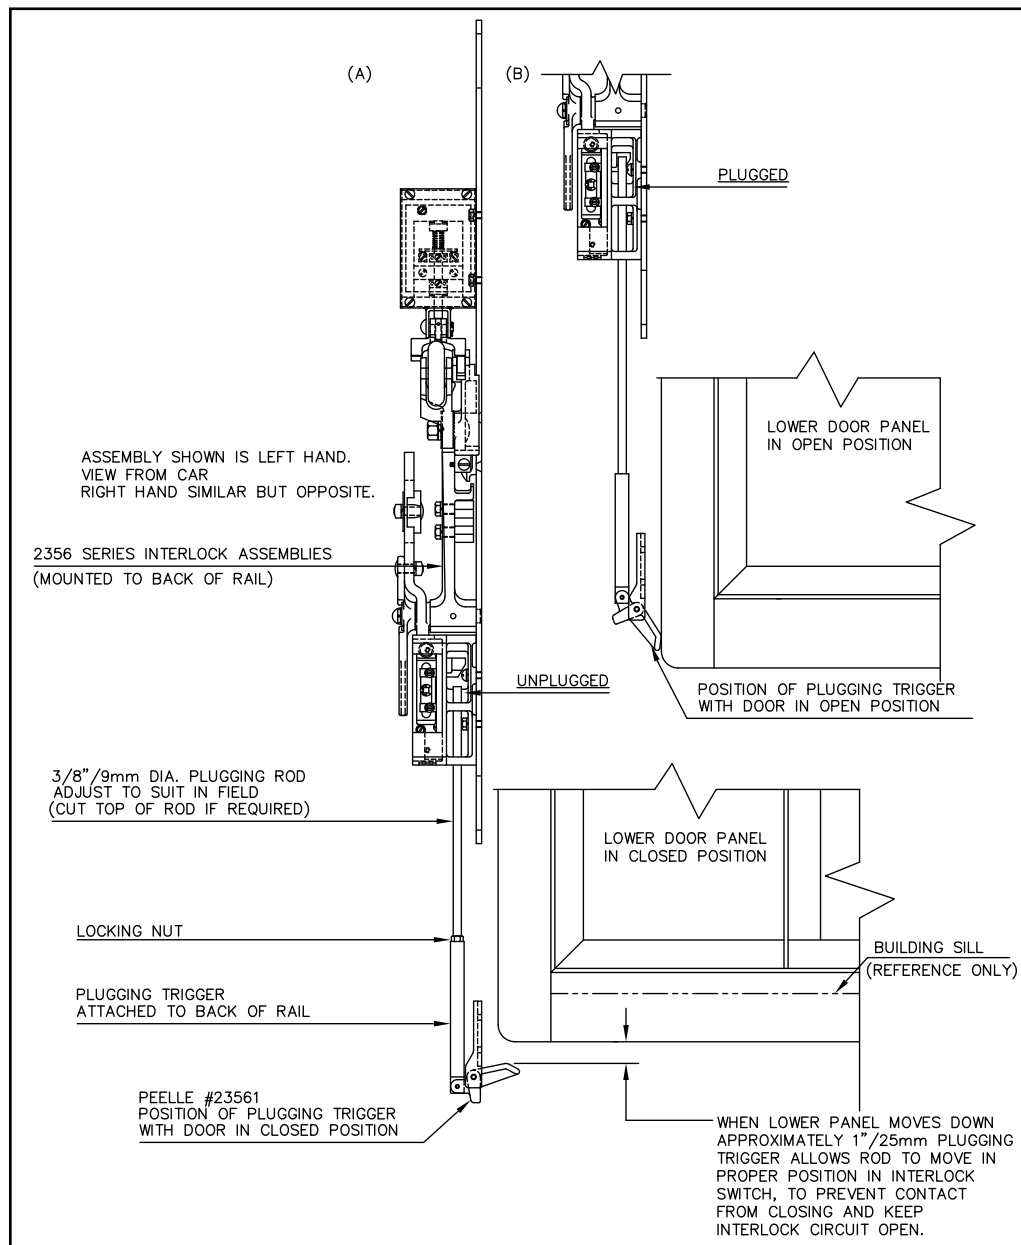 (A)
(B)
PLUGGED
LOWER DOOR PANEL
IN OPEN POSITION
ASSEMBLY SHOWN IS LEFT HAND.
VIEW FROM CAR
RIGHT HAND SIMILAR BUT OPPOSITE.
2356 SERIES INTERLOCK ASSEMBLIES
(MOUNTED TO BACK OF RAIL)
UNPLUGGED
POSITION OF PLUGGING TRIGGER
WITH DOOR IN OPEN POSITION
3/8"/9mm DIA. PLUGGING ROD
ADJUST TO SUIT IN FIELD
(CUT TOP OF ROD IF REQUIRED)
LOWER DOOR PANEL
IN CLOSED POSITION
LOCKING NUT
BUILDING SILL
(REFERENCE ONLY)
PLUGGING TRIGGER
ATTACHED TO BACK OF RAIL
PEELLE #23561
POSITION OF PLUGGING TRIGGER
WITH DOOR IN CLOSED POSITION
WHEN LOWER PANEL MOVES DOWN
APPROXIMATELY 1"/25mm PLUGGING
TRIGGER ALLOWS ROD TO MOVE IN
PROPER POSITION IN INTERLOCK
SWITCH, TO PREVENT CONTACT
FROM CLOSING AND KEEP
INTERLOCK CIRCUIT OPEN.